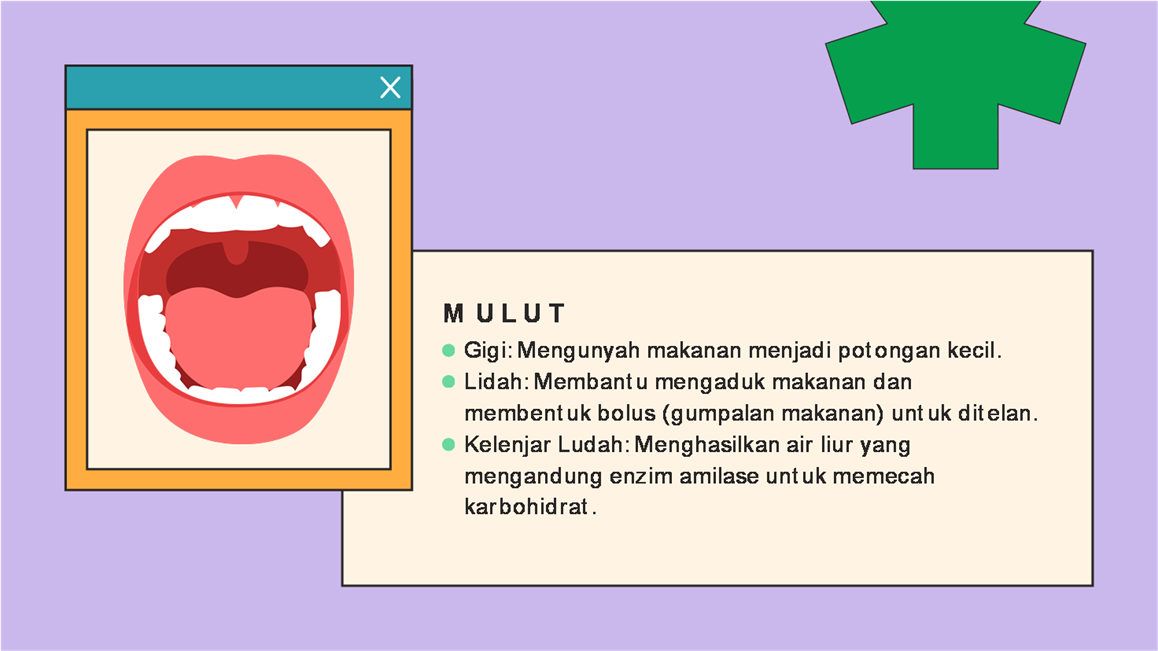 MULUT
Gigi: Mengunyah makanan menjadi potongan kecil.
Lidah: Membantu mengaduk makanan dan
membentuk bolus (gumpalan makanan) untuk ditelan.
Kelenjar Ludah: Menghasilkan air liur yang
mengandung enzim amilase untuk memecah
karbohidrat.